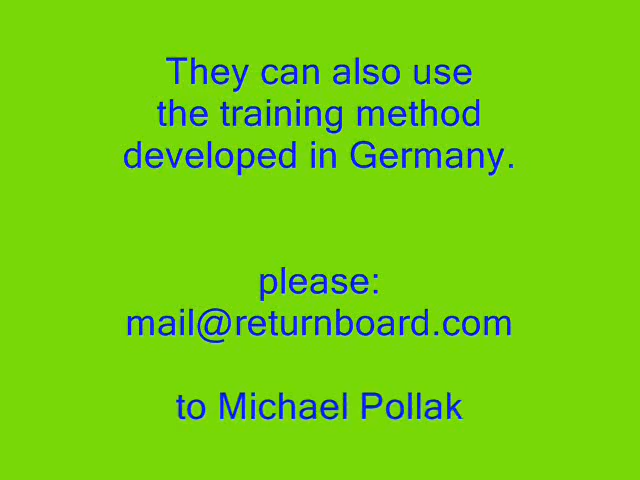 They can also use
the training method
developed in Germany.
please:
mail@returnboard.com
to Michael Pollak